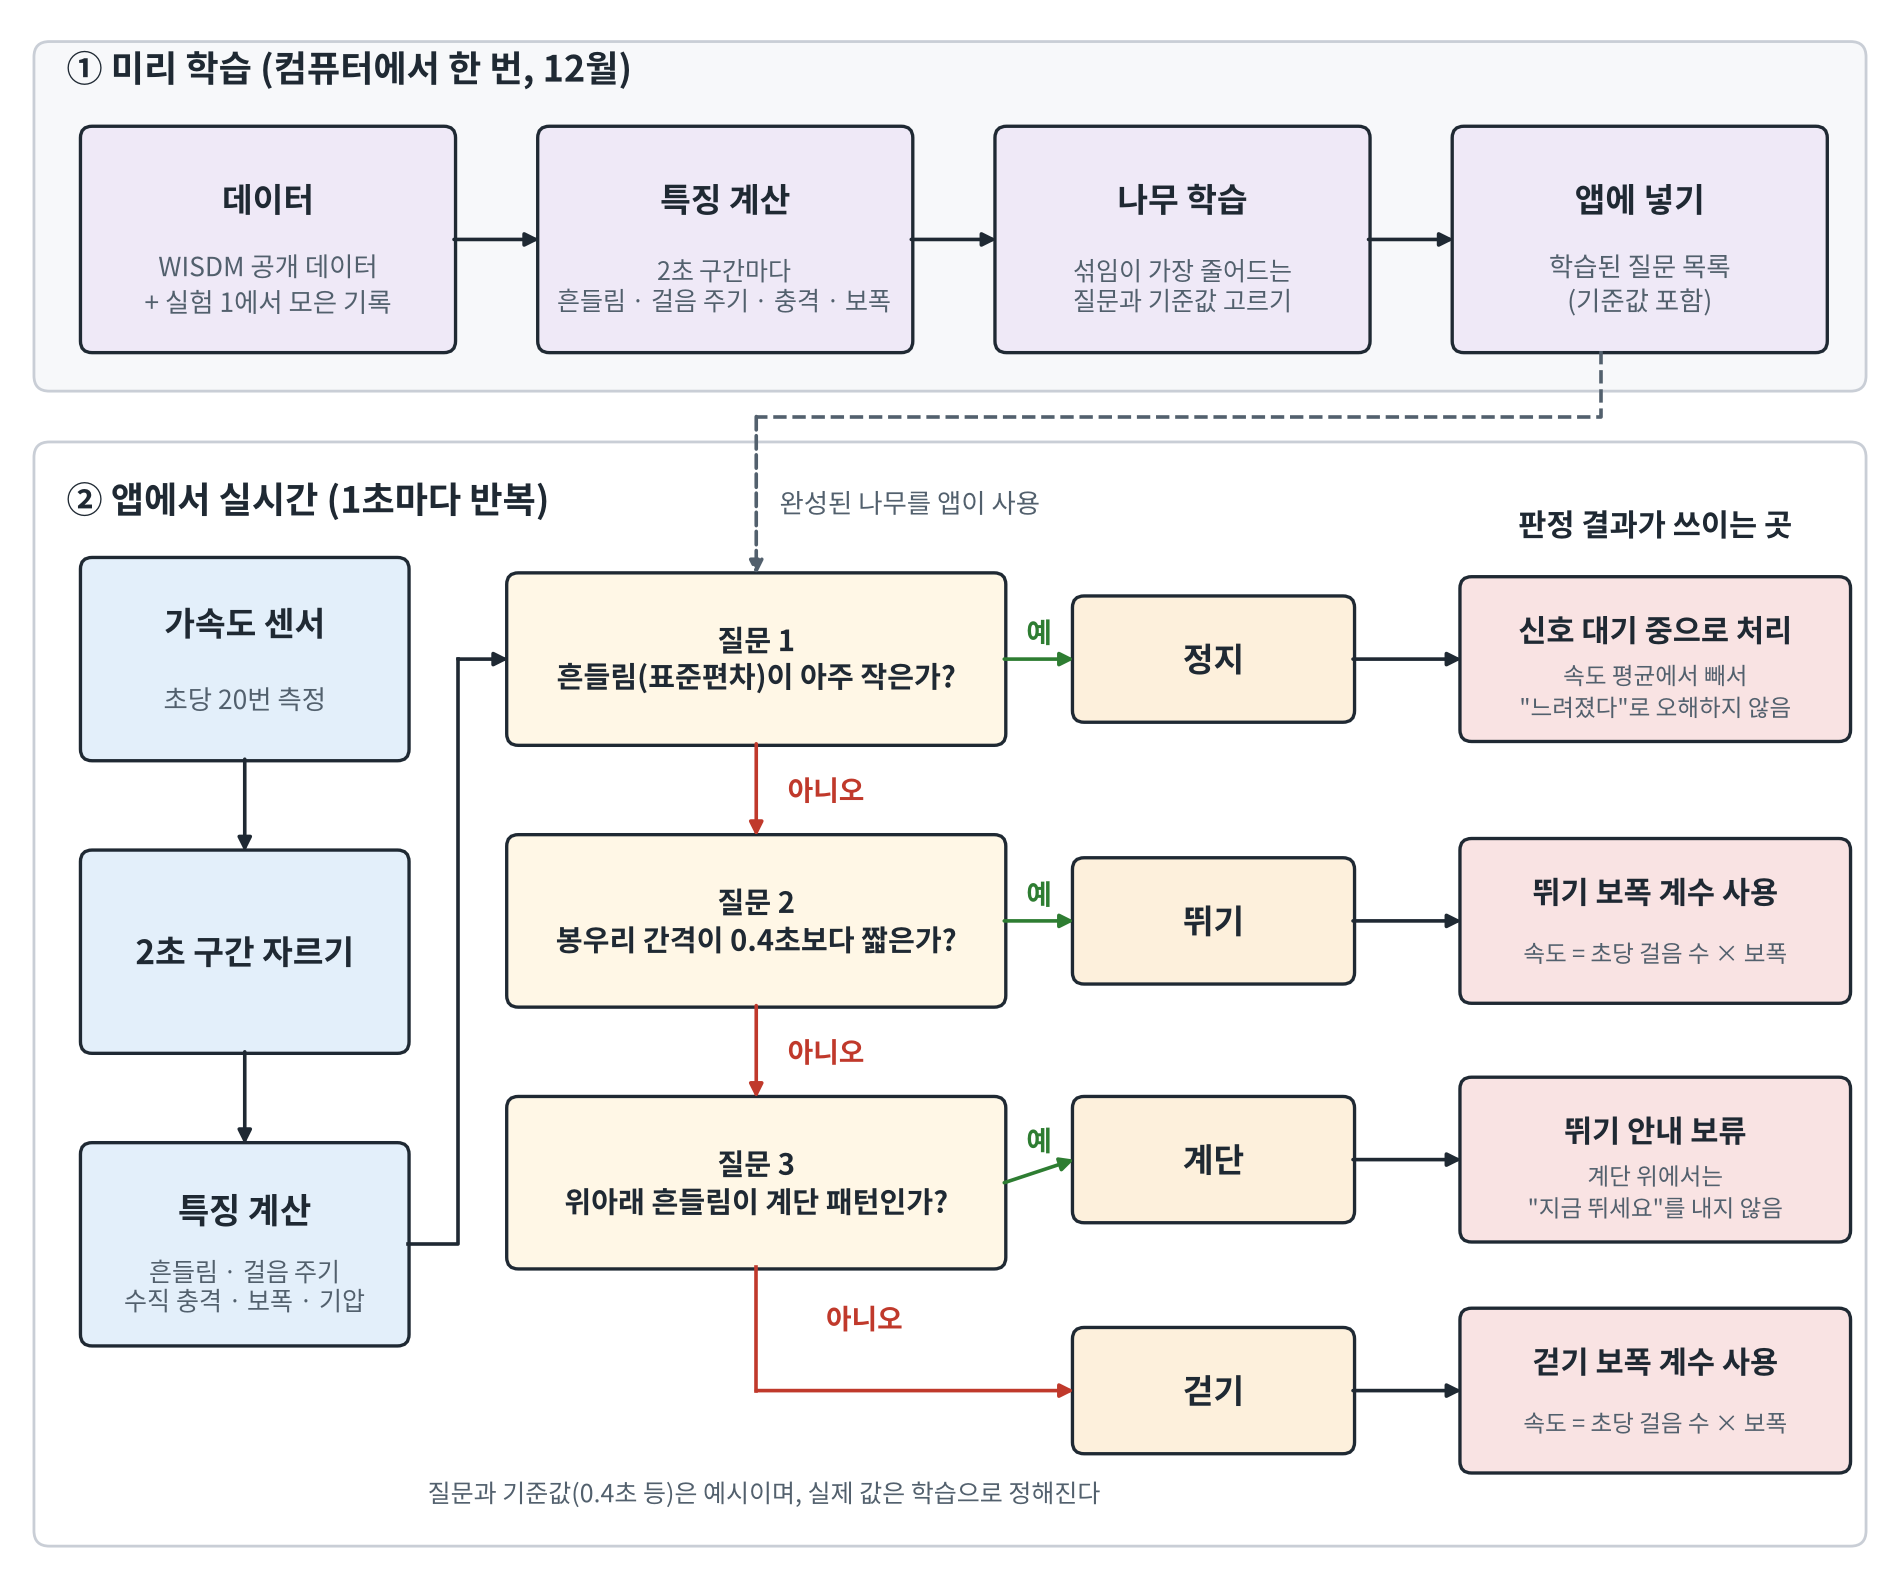 ① 미리 학습 (컴퓨터에서 한 번, 12월)
데이터
WISDM 공개 데이터
+ 실험 1에서 모은 기록
특징 계산
2초 구간마다
흔들림 · 걸음 주기 · 충격 · 보폭
나무 학습
섞임이 가장 줄어드는
질문과 기준값 고르기
앱에 넣기
학습된 질문 목록
(기준값 포함)
② 앱에서 실시간 (1초마다 반복)
완성된 나무를 앱이 사용
판정 결과가 쓰이는 곳
가속도 센서
초당 20번 측정
2초 구간 자르기
특징 계산
흔들림 · 걸음 주기
수직 충격 · 보폭 · 기압
질문 1
흔들림(표준편차)이 아주 작은가?
예
정지
신호 대기 중으로 처리
속도 평균에서 빼서
"느려졌다"로 오해하지 않음
아니오
질문 2
봉우리 간격이 0.4초보다 짧은가?
예
뛰기
뛰기 보폭 계수 사용
속도 = 초당 걸음 수 × 보폭
아니오
질문 3
위아래 흔들림이 계단 패턴인가?
예
계단
뛰기 안내 보류
계단 위에서는
"지금 뛰세요"를 내지 않음
아니오
걷기
걷기 보폭 계수 사용
속도 = 초당 걸음 수 × 보폭
질문과 기준값(0.4초 등)은 예시이며, 실제 값은 학습으로 정해진다